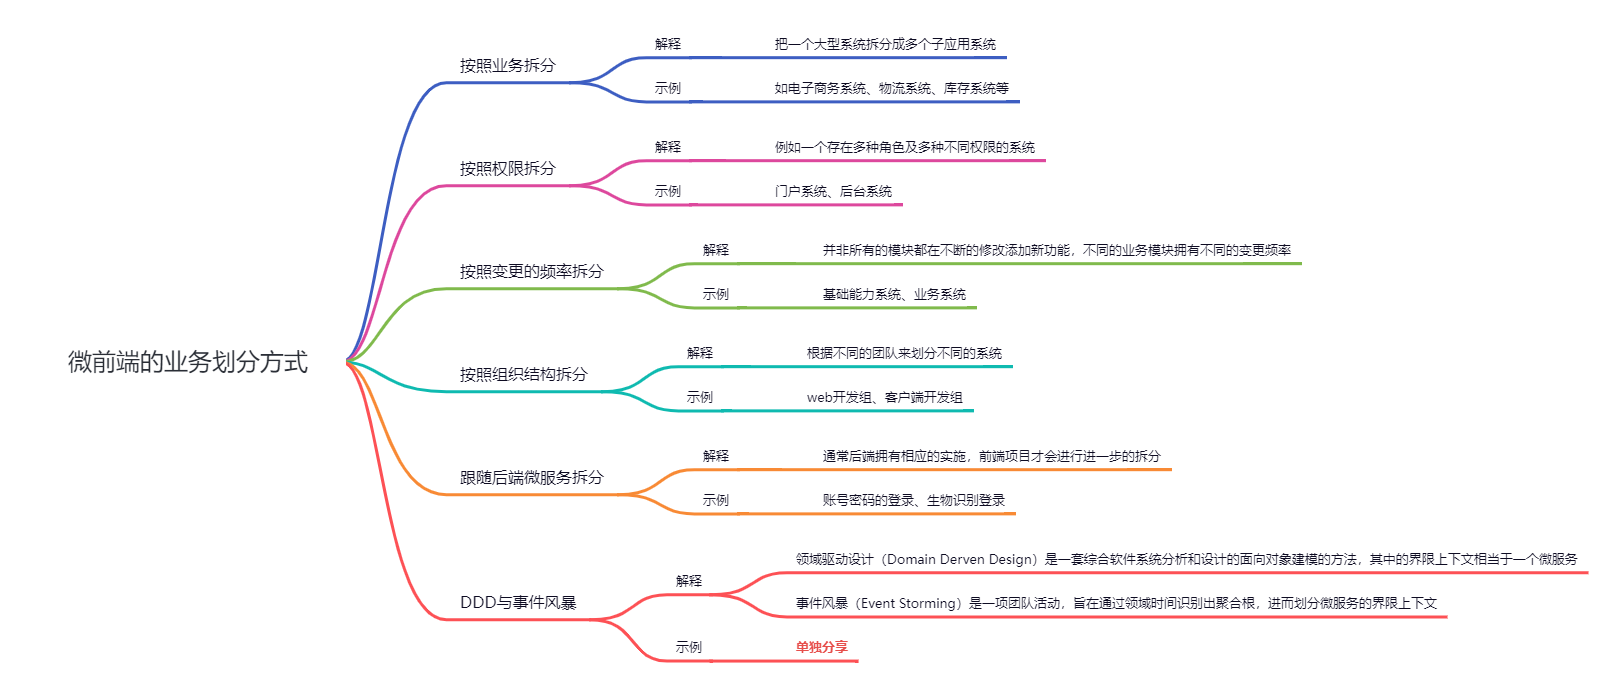 微前端的业务划分方式
按照业务拆分
解释
把一个大型系统拆分成多个子应用系统
示例
如电子商务系统、物流系统、库存系统等
按照权限拆分
解释
例如一个存在多种角色及多种不同权限的系统
示例
门户系统、后台系统
按照变更的频率拆分
解释
并非所有的模块都在不断的修改添加新功能，不同的业务模块拥有不同的变更频率
示例
基础能力系统、业务系统
按照组织结构拆分
解释
根据不同的团队来划分不同的系统
示例
web开发组、客户端开发组
跟随后端微服务拆分
解释
通常后端拥有相应的实施，前端项目才会进行进一步的拆分
示例
账号密码的登录、生物识别登录
DDD与事件风暴
解释
领域驱动设计（Domain Derven Design）是一套综合软件系统分析和设计的面向对象建模的方法，其中的界限上下文相当于一个微服务
事件风暴（Event Storming）是一项团队活动，旨在通过领域时间识别出聚合根，进而划分微服务的界限上下文
示例
单独分享